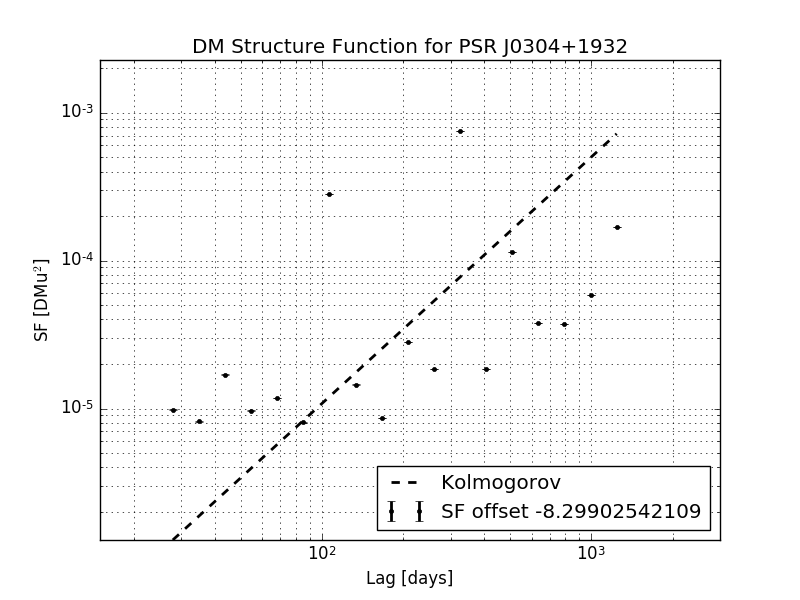 DM Structure Function for PSR J0304+1932
10⁻³
10⁻⁴
10⁻⁵
SF [DMu²]
Kolmogorov
SF offset -8.29902542109
10² 10³
Lag [days]